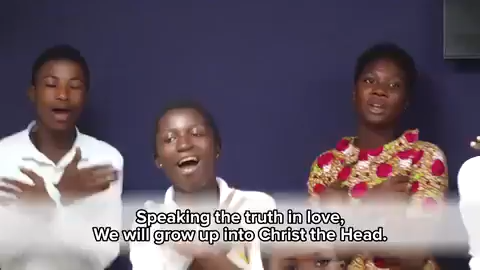 Speaking the truth in love,
We will grow up into Christ the Head.